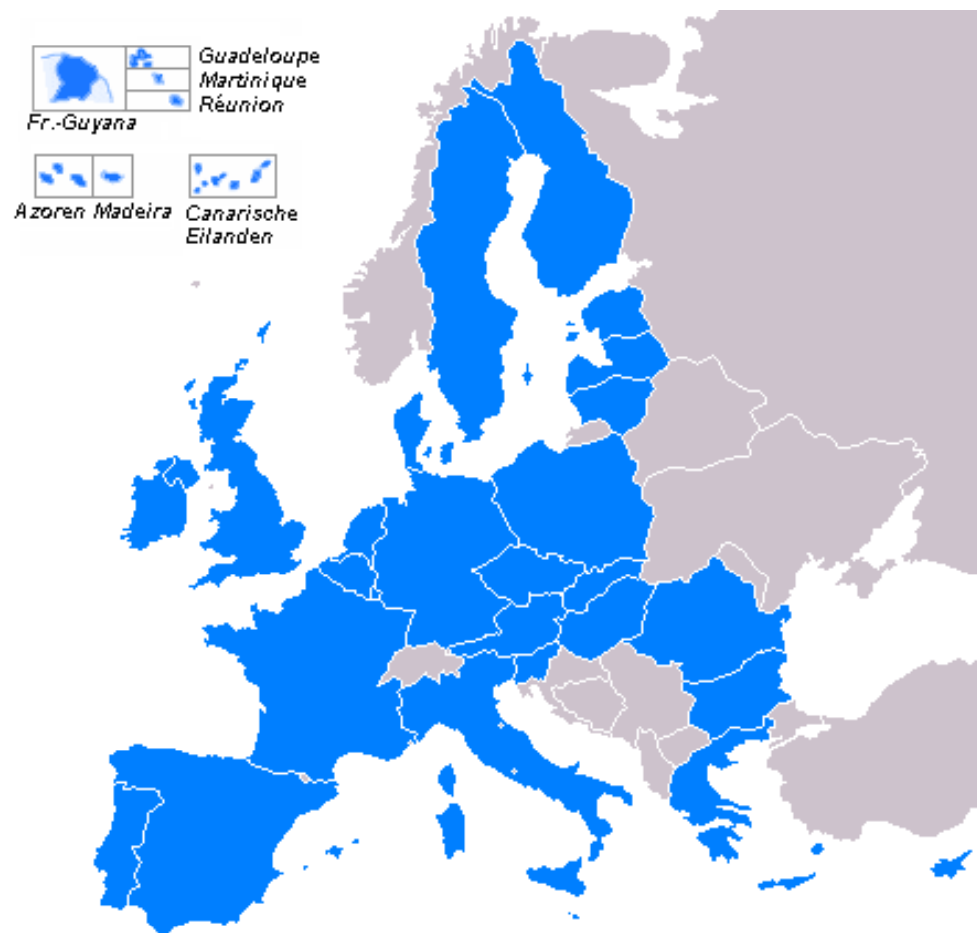 Guadeloupe
Martinique
Réunion
Fr.-Guyana
Azoren Madeira
Canarische
Eilanden